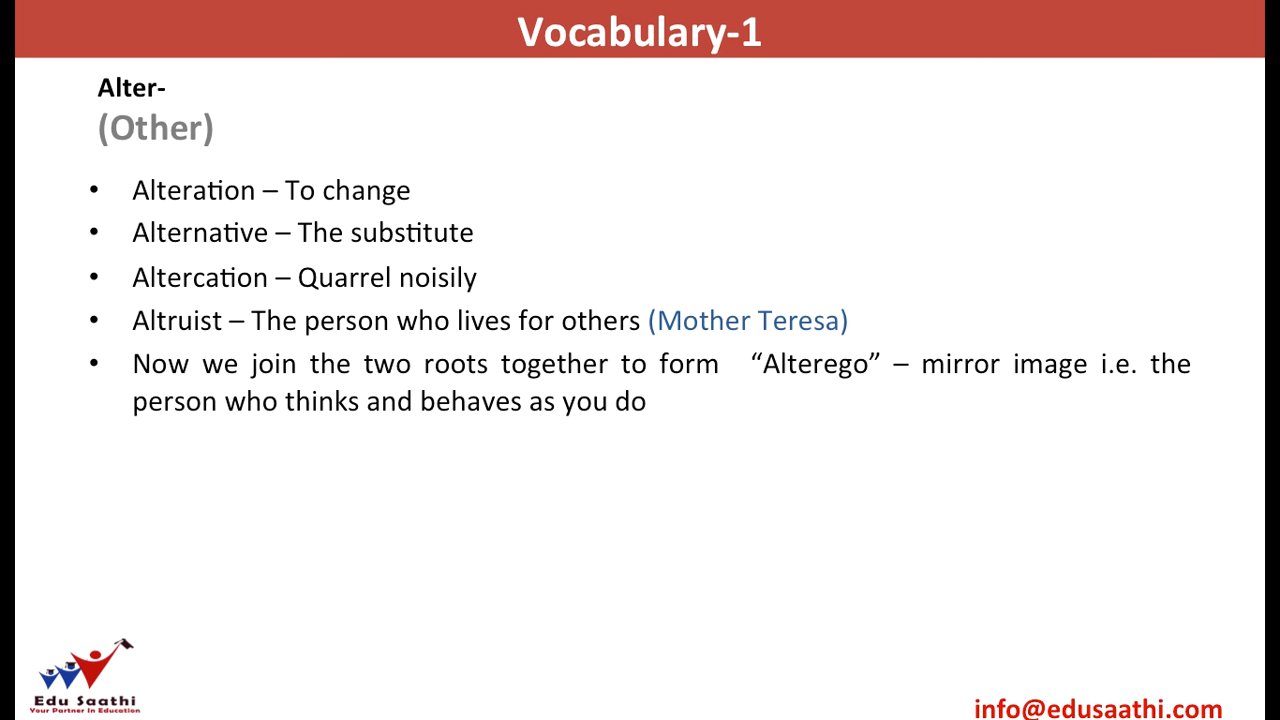 Vocabulary-1
Alter-
(Other)
• Alteration – To change
• Alternative – The substitute
• Altercation – Quarrel noisily
• Altruist – The person who lives for others (Mother Teresa)
• Now we join the two roots together to form “Alterego” – mirror image i.e. the
person who thinks and behaves as you do
Edu Saathi
Your Partner In Education
info@edusaathi.com